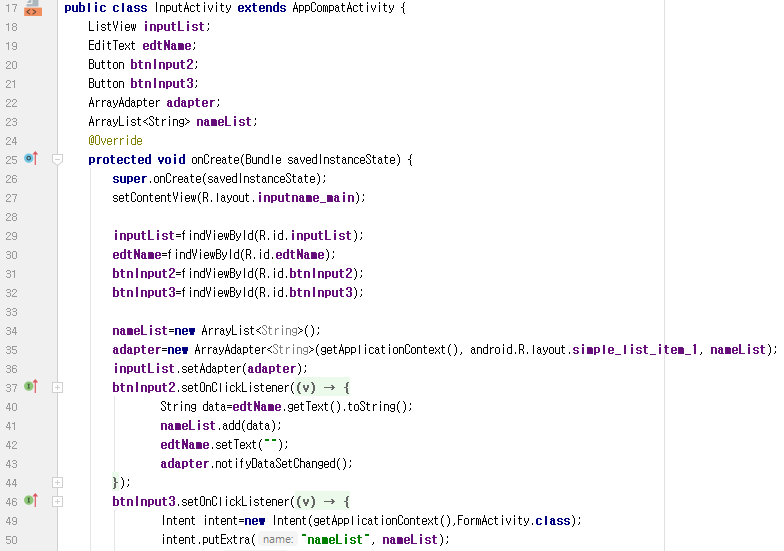 17 public class InputActivity extends AppCompatActivity {
18 ListView inputList;
19 EditText edtName;
20 Button btnInput2;
21 Button btnInput3;
22 ArrayAdapter adapter;
23 ArrayList<String> nameList;
24 @Override
25 protected void onCreate(Bundle savedInstanceState) {
26 super.onCreate(savedInstanceState);
27 setContentView(R.layout.inputname_main);
28
29 inputList=findViewById(R.id.inputList);
30 edtName=findViewById(R.id.edtName);
31 btnInput2=findViewById(R.id.btnInput2);
32 btnInput3=findViewById(R.id.btnInput3);
33
34 nameList=new ArrayList<String>();
35 adapter=new ArrayAdapter<String>(getApplicationContext(), android.R.layout.simple_list_item_1, nameList);
36 inputList.setAdapter(adapter);
37 btnInput2.setOnClickListener((v) → {
40 String data=edtName.getText().toString();
41 nameList.add(data);
42 edtName.setText("");
43 adapter.notifyDataSetChanged();
44 });
46 btnInput3.setOnClickListener((v) → {
49 Intent intent=new Intent(getApplicationContext(),FormActivity.class);
50 intent.putExtra( name: "nameList", nameList);